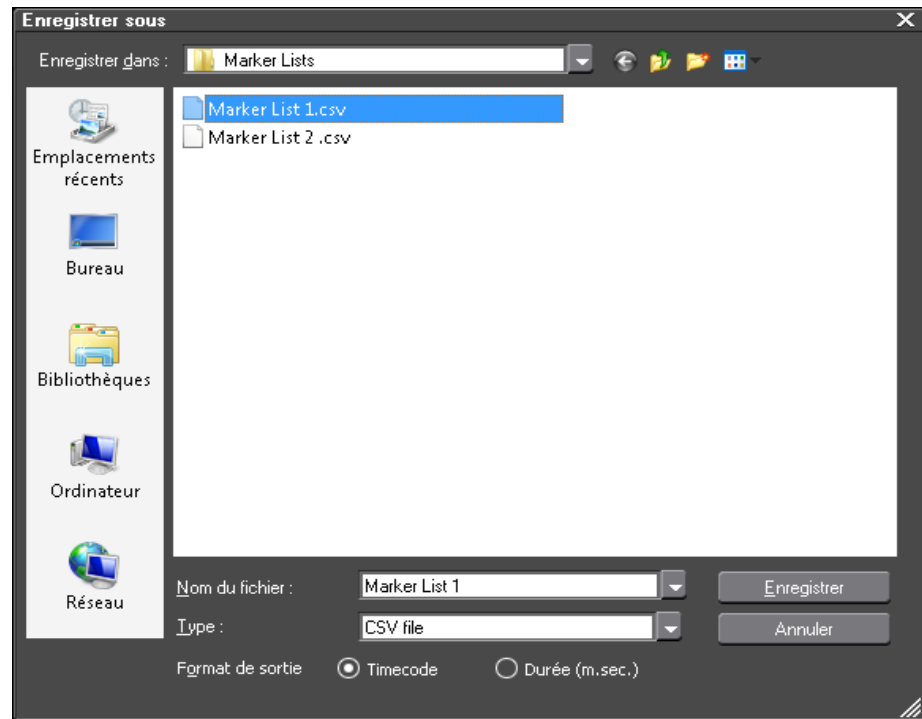 Enregistrer sous
Enregistrer dans :
Marker Lists
Emplacements
récents
Bureau
Bibliothèques
Ordinateur
Réseau
Marker List 1.csv
Marker List 2 .csv
Nom du fichier :
Marker List 1
Enregistrer
Type :
CSV file
Annuler
Format de sortie
Timecode
Durée (m.sec.)